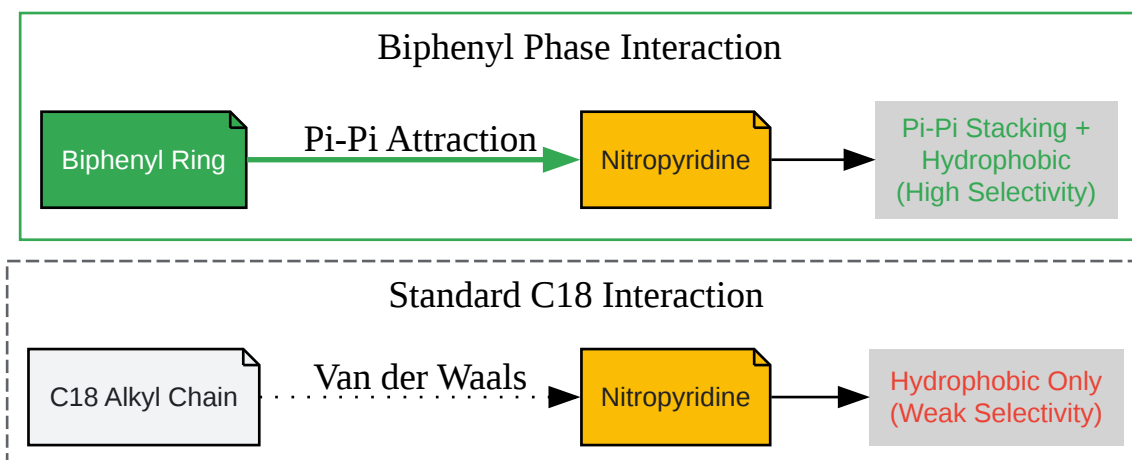 Biphenyl Phase Interaction
Biphenyl Ring
Pi-Pi Attraction
Nitropyridine
Pi-Pi Stacking +
Hydrophobic
(High Selectivity)
Standard C18 Interaction
C18 Alkyl Chain
Van der Waals
Nitropyridine
Hydrophobic Only
(Weak Selectivity)